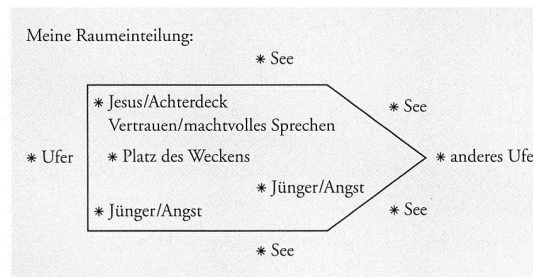 Meine Raumeinteilung:
* See
* Jesus/Achterdeck
* See
Vertrauen/machtvolles Sprechen
* Ufer
* Platz des Weckens
* anderes Ufe
* Jünger/Angst
* Jünger/Angst
* See
* See